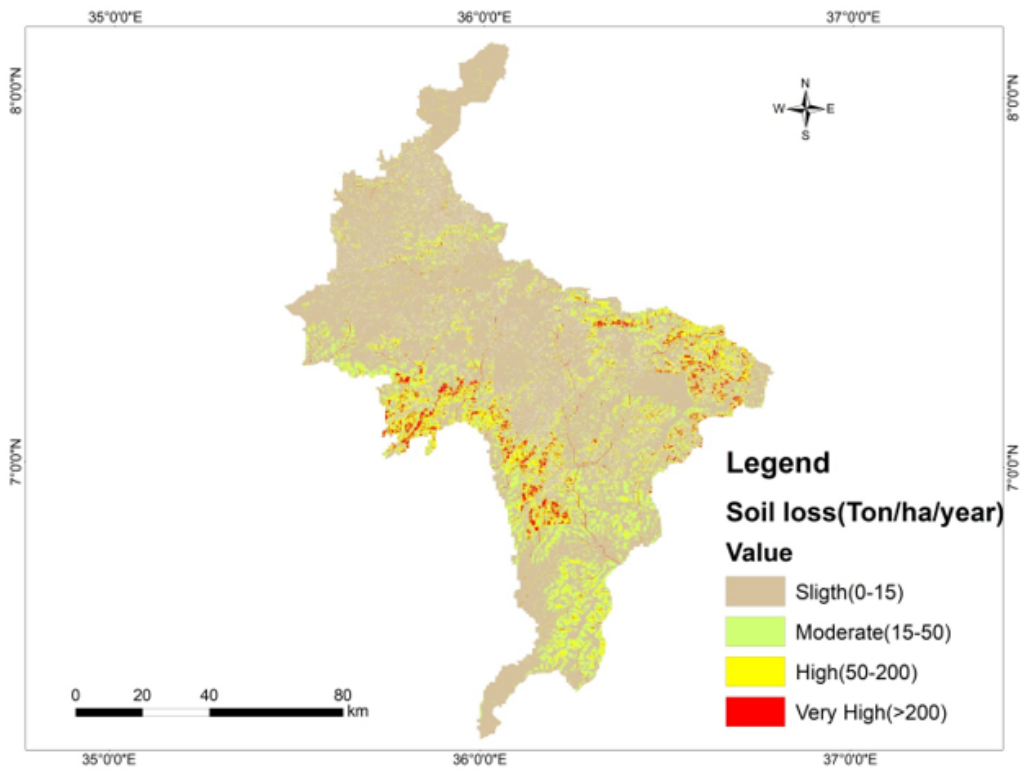 35°0'0"E 36°0'0"E 37°0'0"E
8°0'0"N
8°0'0"N
N
W E
S
7°0'0"N
7°0'0"N
Legend
Soil loss(Ton/ha/year)
Value
Sligth(0-15)
Moderate(15-50)
High(50-200)
Very High(>200)
0 20 40 80
km
35°0'0"E 36°0'0"E 37°0'0"E